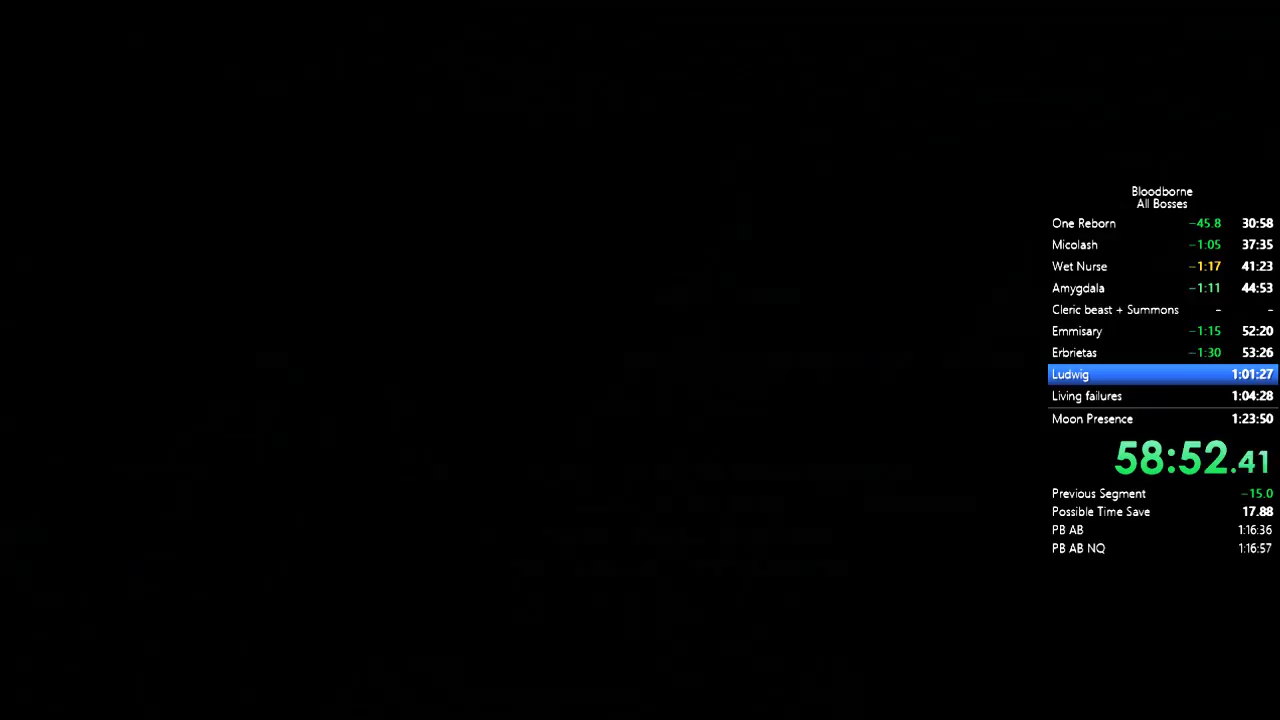 Bloodborne
All Bosses
One Reborn −45.8 30:58
Micolash −1:05 37:35
Wet Nurse −1:17 41:23
Amygdala −1:11 44:53
Cleric beast + Summons - -
Emmisary −1:15 52:20
Erbrietas −1:30 53:26
Ludwig 1:01:27
Living failures 1:04:28
Moon Presence 1:23:50
58:52.41
Previous Segment −15.0
Possible Time Save 17.88
PB AB 1:16:36
PB AB NQ 1:16:57